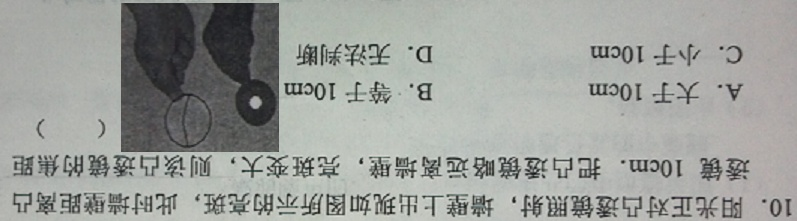 10. 阳光正对凸透镜照射，墙壁上出现如图所示的亮斑，此时墙壁距离凸
透镜 10cm. 把凸透镜略远离墙壁，亮斑变大，则该凸透镜的焦距
（　　）
A. 大于 10cm　　B. 等于 10cm
C. 小于 10cm　　D. 无法判断